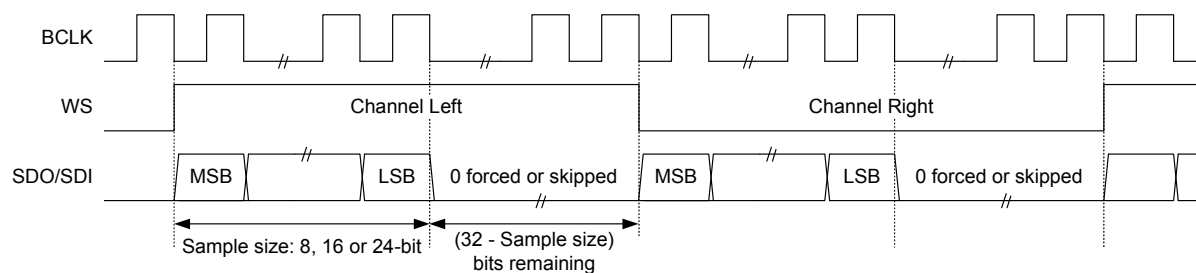 BCLK
WS
Channel Left
Channel Right
SDO/SDI
MSB
LSB
0 forced or skipped
MSB
LSB
0 forced or skipped
Sample size: 8, 16 or 24-bit
(32 - Sample size)
bits remaining